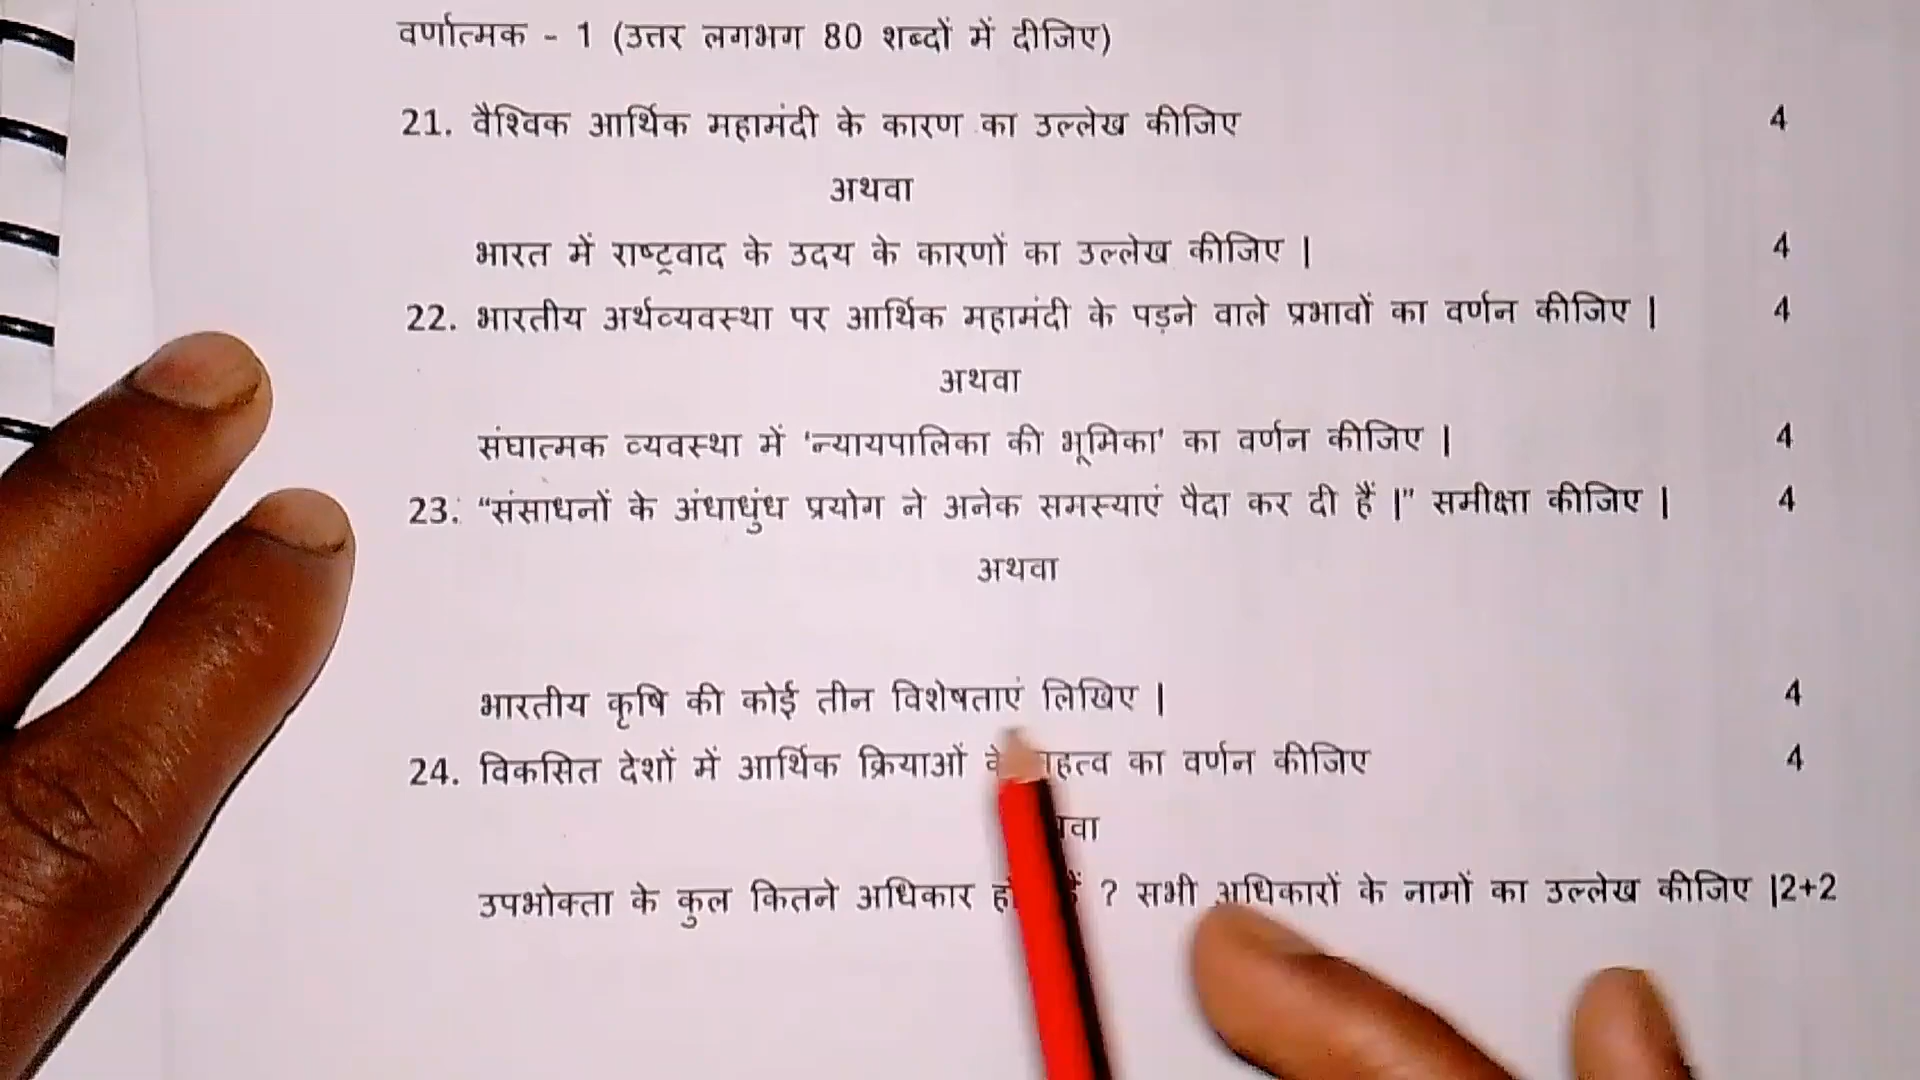 वर्णात्मक - 1 (उत्तर लगभग 80 शब्दों में दीजिए)
21. वैश्विक आर्थिक महामंदी के कारण का उल्लेख कीजिए 4
अथवा
भारत में राष्ट्रवाद के उदय के कारणों का उल्लेख कीजिए | 4
22. भारतीय अर्थव्यवस्था पर आर्थिक महामंदी के पड़ने वाले प्रभावों का वर्णन कीजिए | 4
अथवा
संघात्मक व्यवस्था में 'न्यायपालिका की भूमिका' का वर्णन कीजिए | 4
23. “संसाधनों के अंधाधुंध प्रयोग ने अनेक समस्याएं पैदा कर दी हैं |” समीक्षा कीजिए | 4
अथवा
भारतीय कृषि की कोई तीन विशेषताएं लिखिए | 4
24. विकसित देशों में आर्थिक क्रियाओं का वर्णन कीजिए 4
उपभोक्ता के कुल कितने अधिकार ? सभी अधिकारों के नामों का उल्लेख कीजिए |2+2